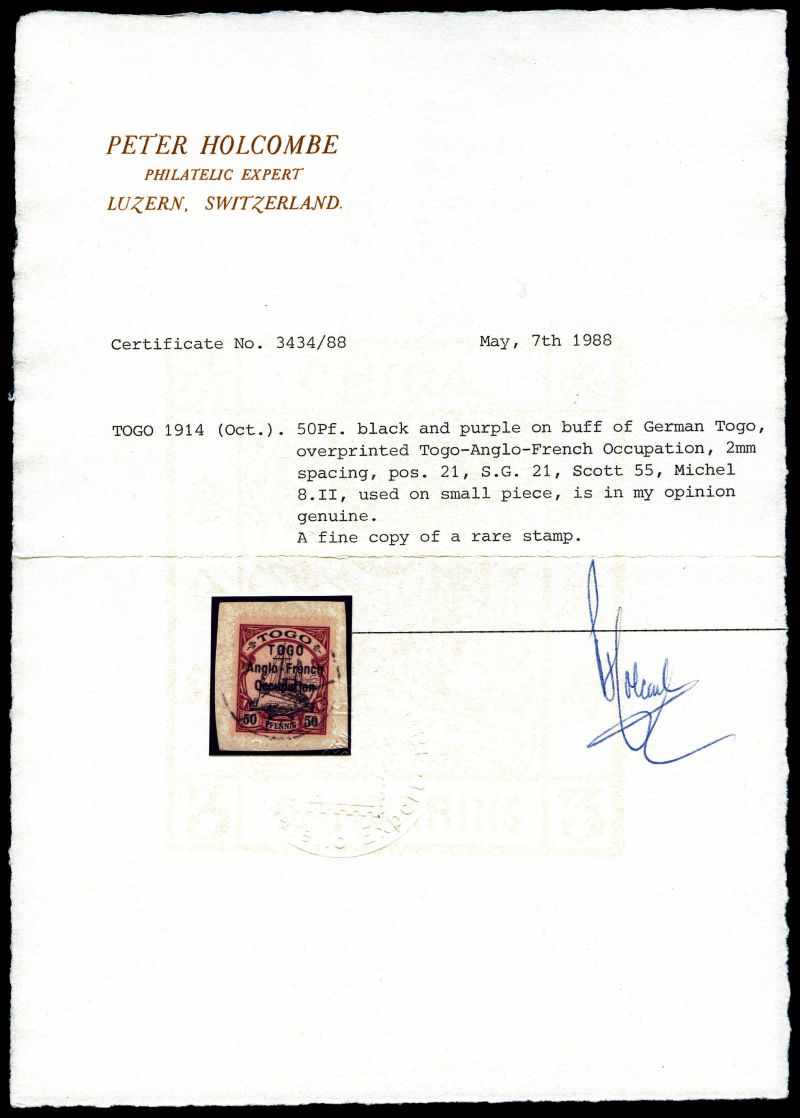 PETER HOLCOMBE
PHILATELIC EXPERT
LUZERN, SWITZERLAND.
Certificate No. 3434/88 May, 7th 1988
TOGO 1914 (Oct.). 50Pf. black and purple on buff of German Togo,
overprinted Togo-Anglo-French Occupation, 2mm
spacing, pos. 21, S.G. 21, Scott 55, Michel
8.II, used on small piece, is in my opinion
genuine.
A fine copy of a rare stamp.
TOGO
TOGO
Anglo-French
Occupation
50 PFENNIG 50
Holcombe
Expert